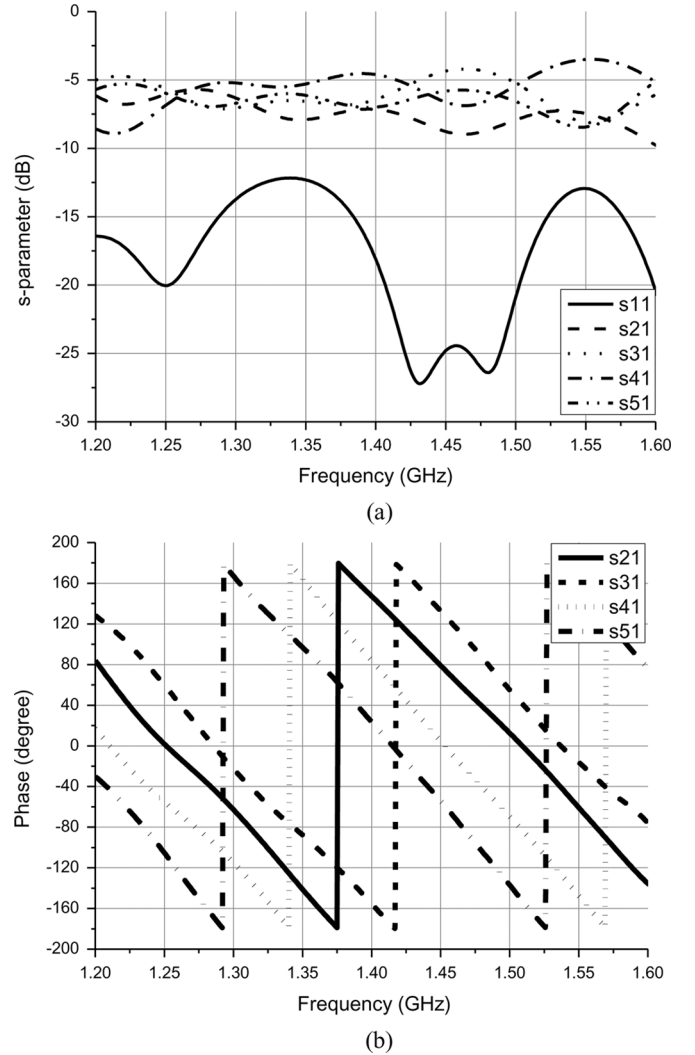 0
-5
-10
-15
-20
-25
-30
s-parameter (dB)
s11
s21
s31
s41
s51
1.20 1.25 1.30 1.35 1.40 1.45 1.50 1.55 1.60
Frequency (GHz)
(a)
200
160
120
80
40
0
-40
-80
-120
-160
-200
Phase (degree)
s21
s31
s41
s51
1.20 1.25 1.30 1.35 1.40 1.45 1.50 1.55 1.60
Frequency (GHz)
(b)